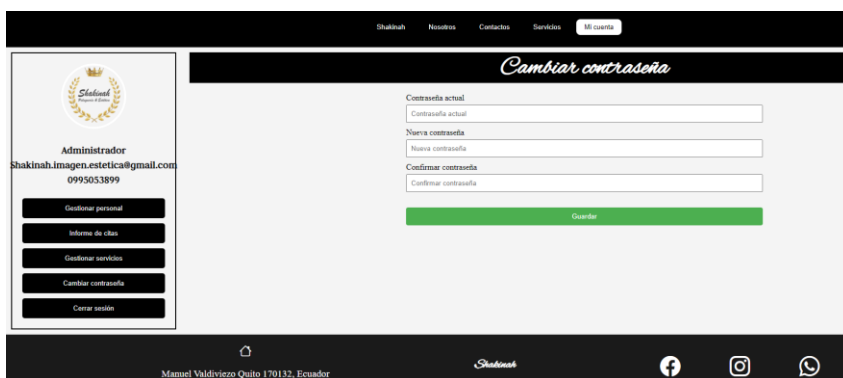 Shakinah
Nosotros
Contactos
Servicios
Mi cuenta
Shakinah
Peluquería & Estética
Administrador
Shakinah.imagen.estetica@gmail.com
0995053899
Gestionar personal
Informe de citas
Gestionar servicios
Cambiar contraseña
Cerrar sesión
Cambiar contraseña
Contraseña actual
Contraseña actual
Nueva contraseña
Nueva contraseña
Confirmar contraseña
Confirmar contraseña
Guardar
Manuel Valdiviezo Quito 170132, Ecuador
Shakinah